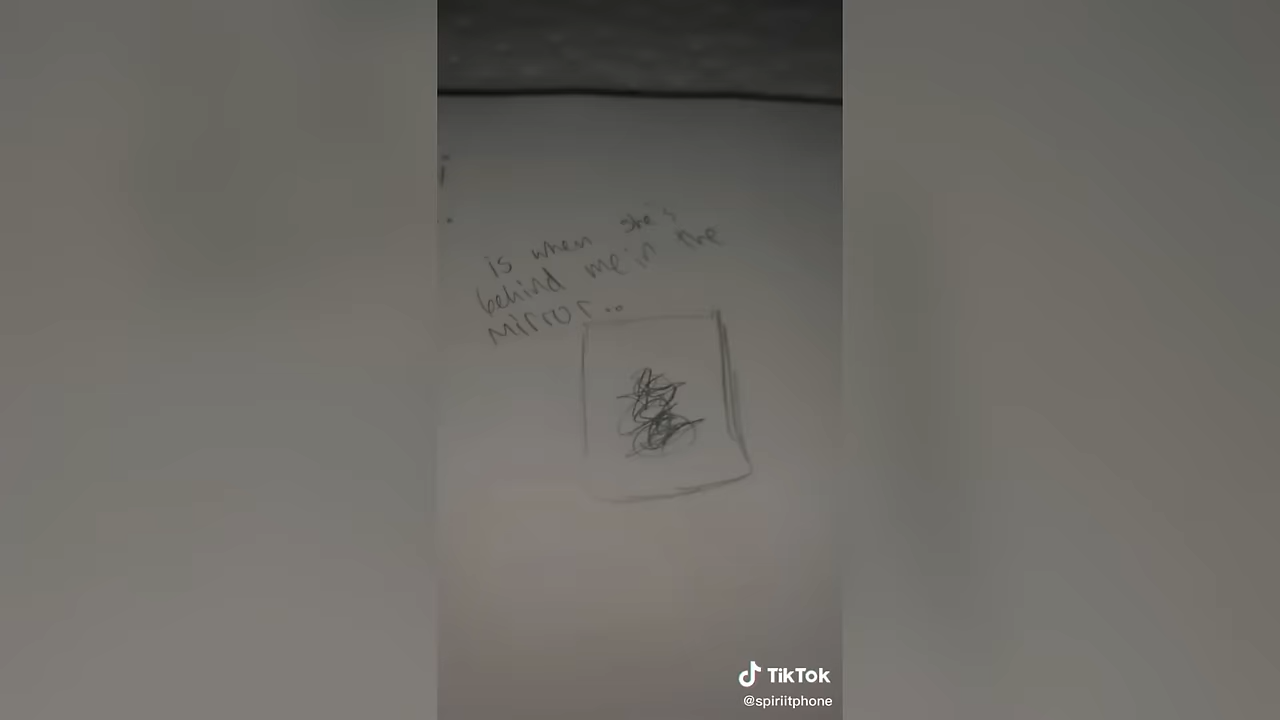 is when she's
behind me in the
mirror..
TikTok
@spiriitphone